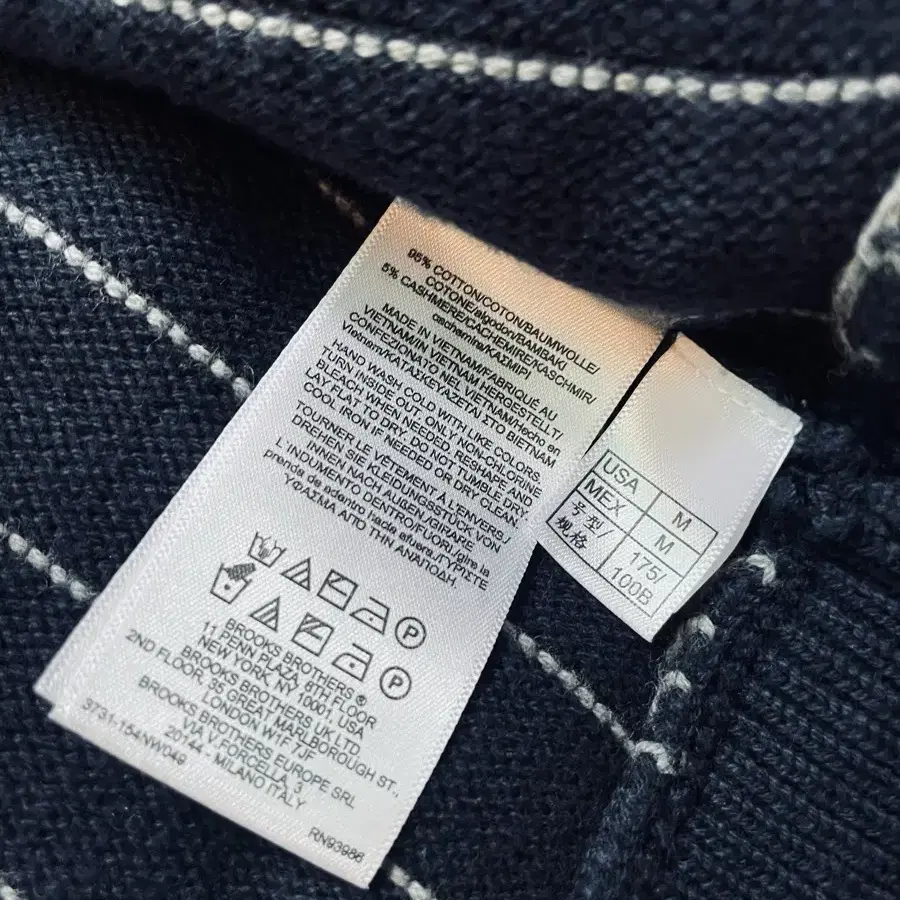 95% COTTON/COTON/BAUMWOLLE/
COTONE/algodon/BAMBAKI
5% CASHMERE/CACHEMIRE/KASCHMIR/
cachemira/KAΣMIPI
MADE IN VIETNAM/FABRIQUÉ AU
VIETNAM/IN VIETNAM HERGESTELLT/
CONFEZIONATO NEL VIETNAM/Hecho en
Vietnam/KATAΣKEYAZETAI ΣTO BIETNAM
HAND WASH COLD WITH LIKE COLORS,
TURN INSIDE OUT. ONLY NON-CHLORINE
BLEACH WHEN NEEDED. RESHAPE AND
LAY FLAT TO DRY. DO NOT TUMBLE DRY.
COOL IRON IF NEEDED OR DRY CLEAN.
TOURNER LE VÊTEMENT À L'ENVERS./
DREHEN SIE KLEIDUNGSSTÜCK VON
INNEN NACH AUßEN./GIRARE
L'INDUMENTO DENTRO/FUORI./gire la
prenda de adentro hacia afuera./ΓΥΡΙΣΤΕ
ΥΦΑΣΜΑ ΑΠΟ ΤΗΝ ΑΝΑΠΟΔΗ.
P
P
BROOKS BROTHERS ®
11 PENN PLAZA 8TH FLOOR
NEW YORK, NY, 10001, USA
BROOKS BROTHERS UK LTD.
2ND FLOOR, 35 GREAT MARLBOROUGH ST.,
LONDON W1F 7JF
BROOKS BROTHERS EUROPE SRL
VIA V. FORCELLA, 3
20144 - MILANO ITALY
3731-154NW049
RN93986
USA M
MEX M
号型/ 175/
规格 100B